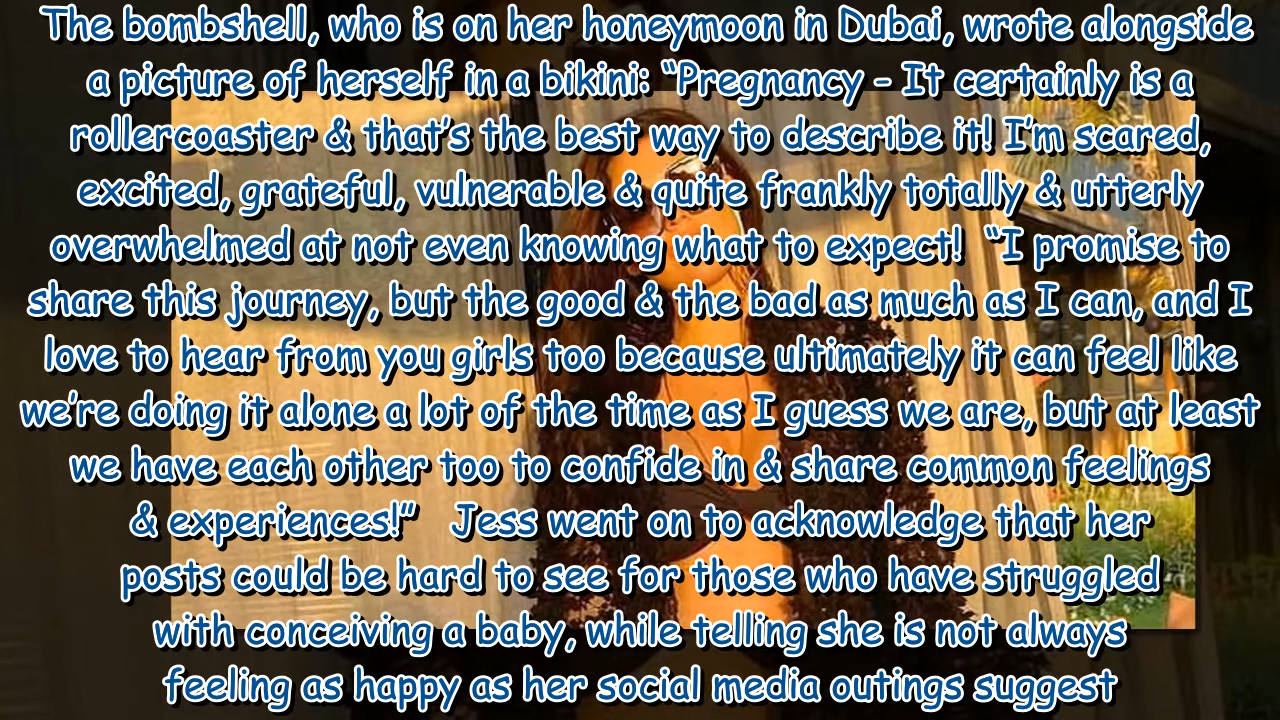 The bombshell, who is on her honeymoon in Dubai, wrote alongside
a picture of herself in a bikini: “Pregnancy – It certainly is a
rollercoaster & that’s the best way to describe it! I’m scared,
excited, grateful, vulnerable & quite frankly totally & utterly
overwhelmed at not even knowing what to expect!  “I promise to
share this journey, but the good & the bad as much as I can, and I
love to hear from you girls too because ultimately it can feel like
we’re doing it alone a lot of the time as I guess we are, but at least
we have each other too to confide in & share common feelings
& experiences!”   Jess went on to acknowledge that her
posts could be hard to see for those who have struggled
with conceiving a baby, while telling she is not always
feeling as happy as her social media outings suggest